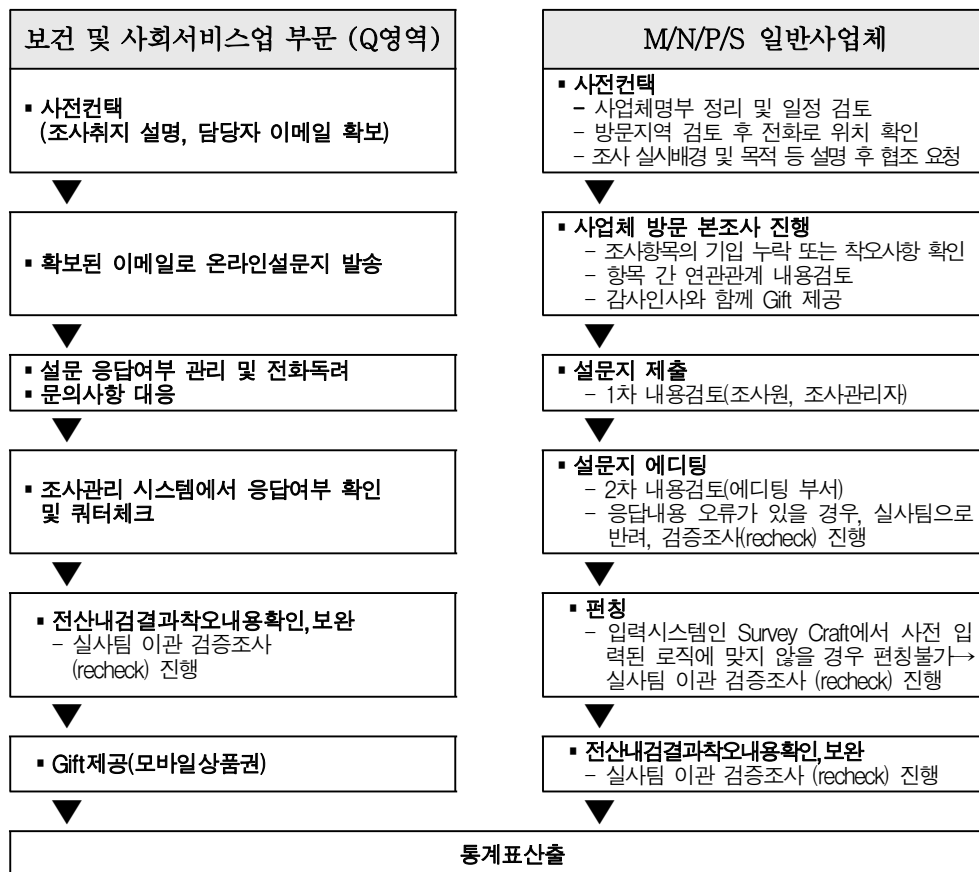 보건 및 사회서비스업 부문 (Q영역)
▪ 사전컨택
(조사취지 설명, 담당자 이메일 확보)
▪ 확보된 이메일로 온라인설문지 발송
▪ 설문 응답여부 관리 및 전화독려
▪ 문의사항 대응
▪ 조사관리 시스템에서 응답여부 확인
및 쿼터체크
▪ 전산내검결과착오내용확인,보완
- 실사팀 이관 검증조사
(recheck) 진행
▪ Gift제공(모바일상품권)
M/N/P/S 일반사업체
▪ 사전컨택
- 사업체명부 정리 및 일정 검토
- 방문지역 검토 후 전화로 위치 확인
- 조사 실시배경 및 목적 등 설명 후 협조 요청
▪ 사업체 방문 본조사 진행
- 조사항목의 기입 누락 또는 착오사항 확인
- 항목 간 연관관계 내용검토
- 감사인사와 함께 Gift 제공
▪ 설문지 제출
- 1차 내용검토(조사원, 조사관리자)
▪ 설문지 에디팅
- 2차 내용검토(에디팅 부서)
- 응답내용 오류가 있을 경우, 실사팀으로
반려, 검증조사(recheck) 진행
▪ 펀칭
- 입력시스템인 Survey Craft에서 사전 입
력된 로직에 맞지 않을 경우 펀칭불가→
실사팀 이관 검증조사 (recheck) 진행
▪ 전산내검결과착오내용확인,보완
- 실사팀 이관 검증조사 (recheck) 진행
통계표산출